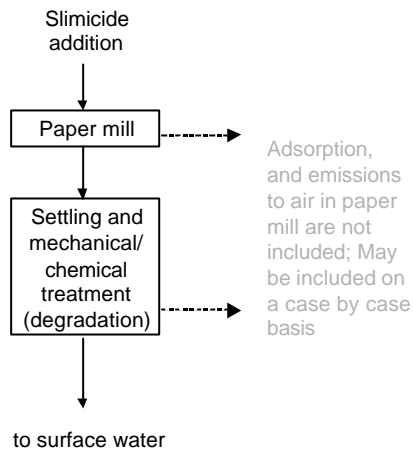 Slimicide
addition
Paper mill
Adsorption,
and emissions
to air in paper
mill are not
included; May
be included on
a case by case
basis
Settling and
mechanical/
chemical
treatment
(degradation)
to surface water